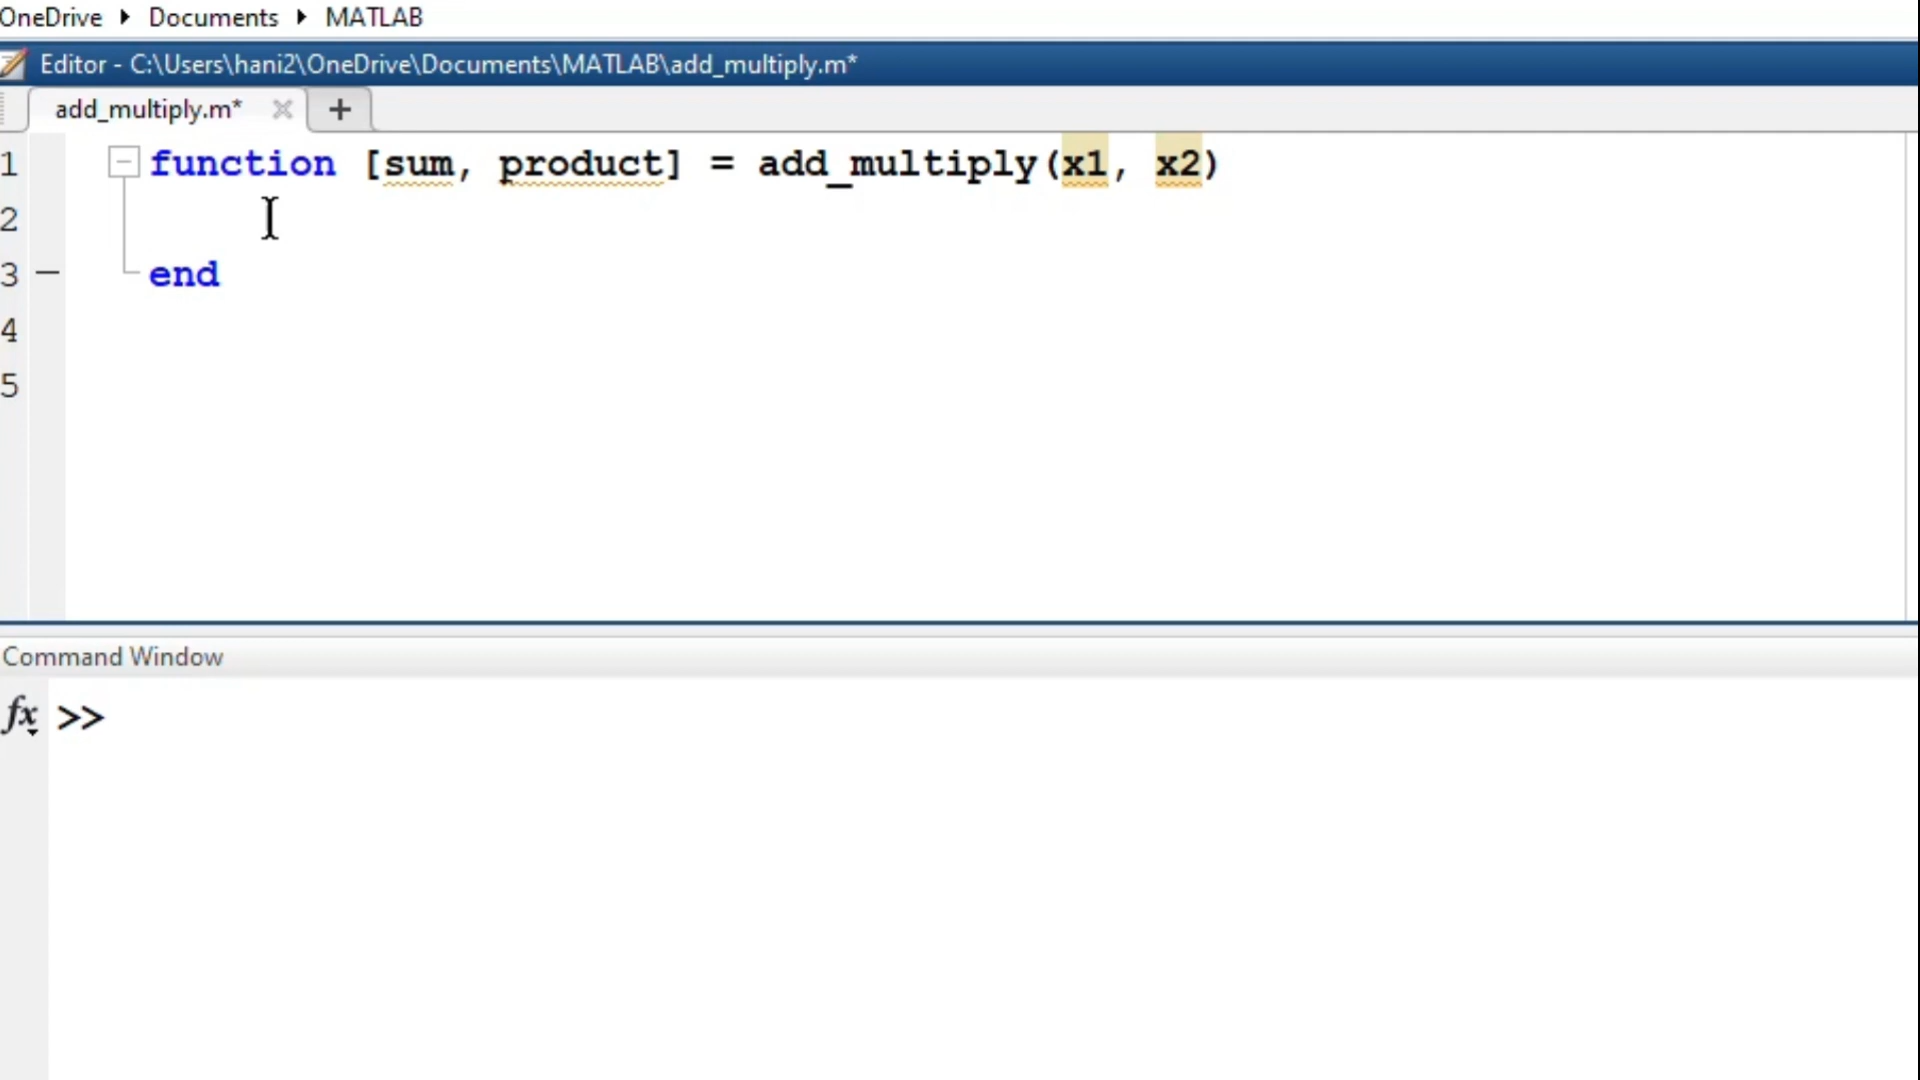 OneDrive ▸ Documents ▸ MATLAB
Editor - C:\Users\hani2\OneDrive\Documents\MATLAB\add_multiply.m*
add_multiply.m* × +
1 function [sum, product] = add_multiply(x1, x2)
2
3 — end
4
5
Command Window
fx >>